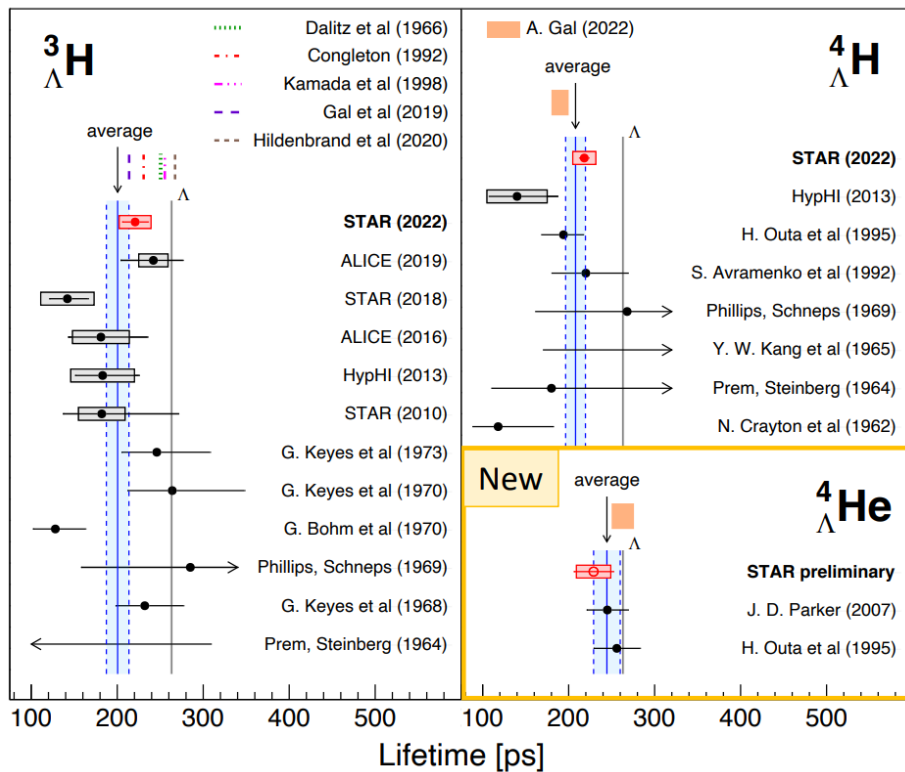 ³ΛH
Dalitz et al (1966)
Congleton (1992)
Kamada et al (1998)
Gal et al (2019)
Hildenbrand et al (2020)
average
Λ
STAR (2022)
ALICE (2019)
STAR (2018)
ALICE (2016)
HypHI (2013)
STAR (2010)
G. Keyes et al (1973)
G. Keyes et al (1970)
G. Bohm et al (1970)
Phillips, Schneps (1969)
G. Keyes et al (1968)
Prem, Steinberg (1964)
100 200 300 400 500
A. Gal (2022)
⁴ΛH
average
Λ
STAR (2022)
HypHI (2013)
H. Outa et al (1995)
S. Avramenko et al (1992)
Phillips, Schneps (1969)
Y. W. Kang et al (1965)
Prem, Steinberg (1964)
N. Crayton et al (1962)
New
⁴ΛHe
average
Λ
STAR preliminary
J. D. Parker (2007)
H. Outa et al (1995)
100 200 300 400 500
Lifetime [ps]